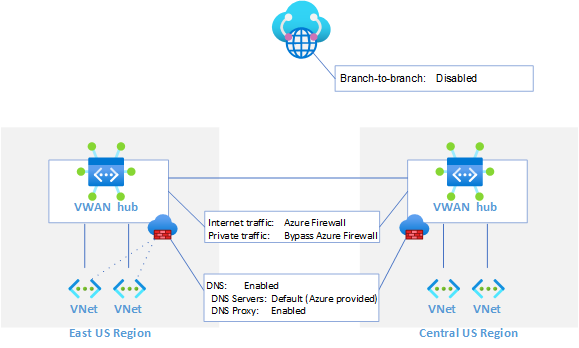 Branch-to-branch: Disabled
VWAN hub
VWAN hub
Internet traffic: Azure Firewall
Private traffic: Bypass Azure Firewall
DNS: Enabled
DNS Servers: Default (Azure provided)
DNS Proxy: Enabled
VNet
VNet
VNet
VNet
East US Region
Central US Region